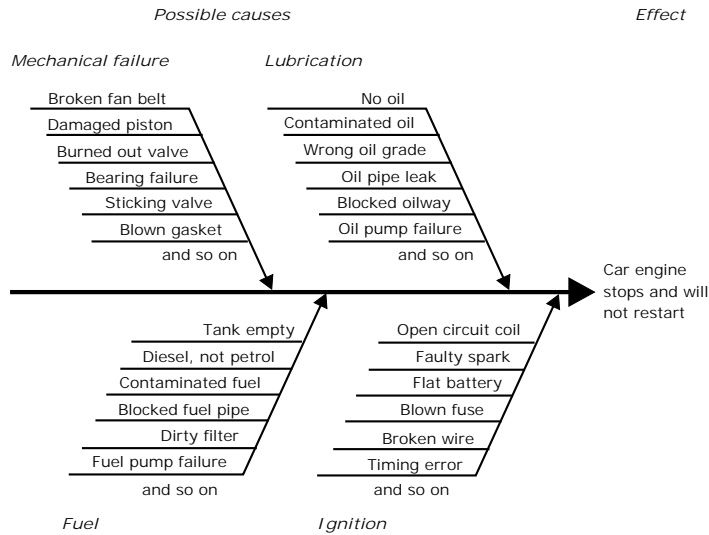 Possible causes
Effect
Mechanical failure
Lubrication
Broken fan belt
Damaged piston
Burned out valve
Bearing failure
Sticking valve
Blown gasket
and so on
No oil
Contaminated oil
Wrong oil grade
Oil pipe leak
Blocked oilway
Oil pump failure
and so on
Car engine
stops and will
not restart
Tank empty
Diesel, not petrol
Contaminated fuel
Blocked fuel pipe
Dirty filter
Fuel pump failure
and so on
Open circuit coil
Faulty spark
Flat battery
Blown fuse
Broken wire
Timing error
and so on
Fuel
Ignition